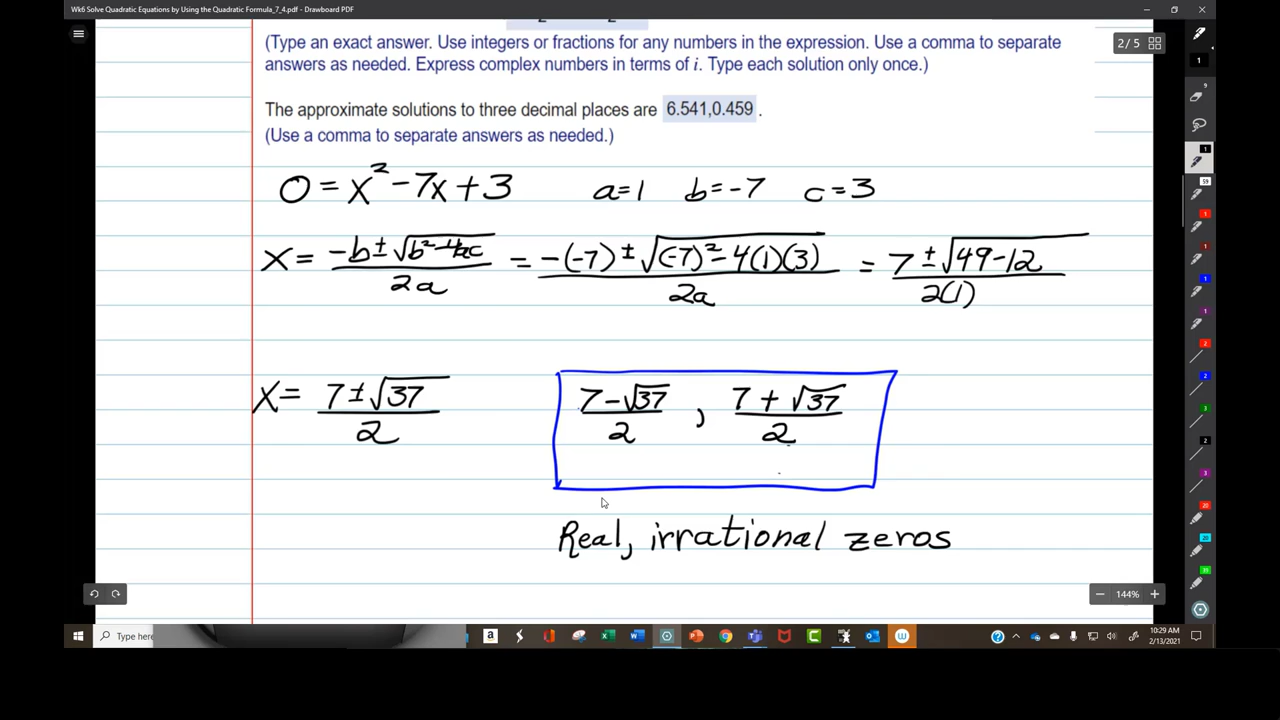 Wk6 Solve Quadratic Equations by Using the Quadratic Formula_7_4.pdf - Drawboard PDF
(Type an exact answer. Use integers or fractions for any numbers in the expression. Use a comma to separate
answers as needed. Express complex numbers in terms of i. Type each solution only once.)
2/5
The approximate solutions to three decimal places are 6.541,0.459 .
(Use a comma to separate answers as needed.)
0 = x² - 7x + 3 a=1 b=-7 c=3
x = (-b ± √(b²-4ac))/(2a) = (-(-7) ± √((-7)²-4(1)(3)))/(2a) = (7 ± √(49-12))/(2(1))
x = (7 ± √37)/2 (7-√37)/2 , (7+√37)/2
Real, irrational zeros
144%
Type here
10:29 AM
2/13/2021